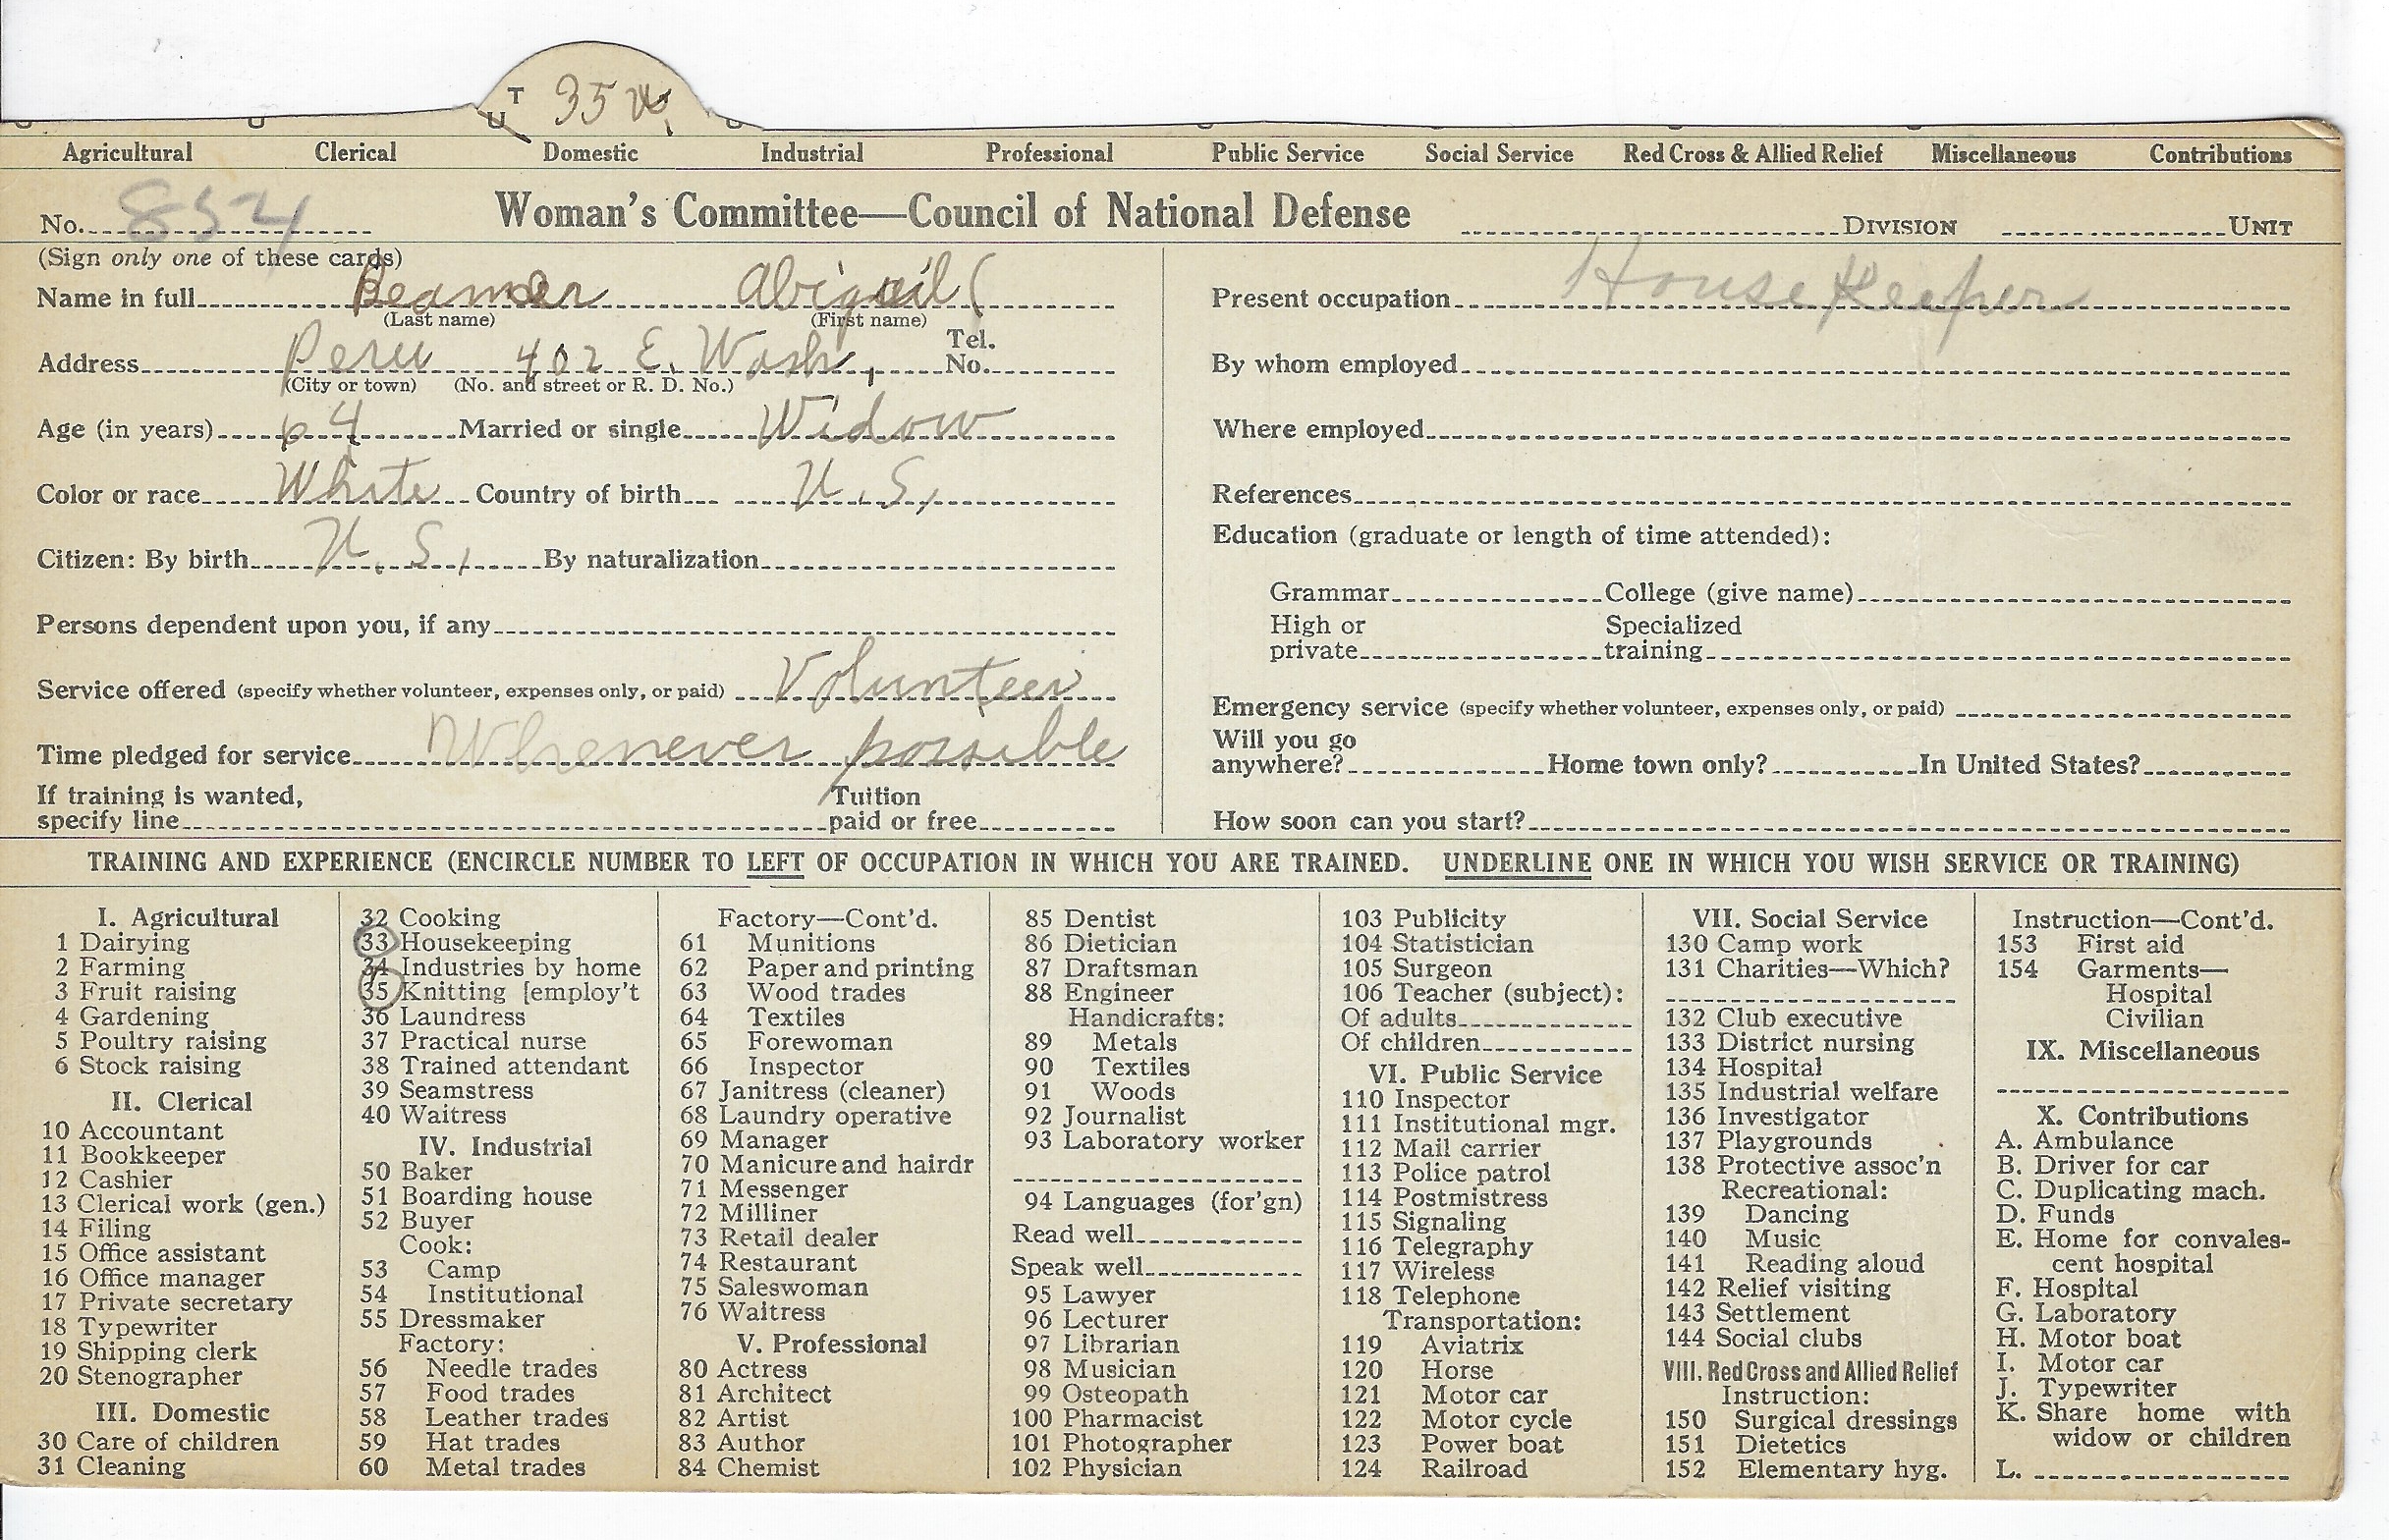 T 35 V.
U
Agricultural Clerical Domestic Industrial Professional Public Service Social Service Red Cross & Allied Relief Miscellaneous Contributions
No. 854 Woman's Committee—Council of National Defense DIVISION UNIT
(Sign only one of these cards)
Name in full Beamer Abigail
(Last name) (First name)
Address Peru 402 E. Wash, Tel. No.
(City or town) (No. and street or R. D. No.)
Age (in years) 64 Married or single Widow
Color or race White Country of birth U.S.
Citizen: By birth U.S. By naturalization
Persons dependent upon you, if any
Service offered (specify whether volunteer, expenses only, or paid) Volunteer
Time pledged for service Whenever possible
If training is wanted, specify line Tuition paid or free
Present occupation House Keeper
By whom employed
Where employed
References
Education (graduate or length of time attended):
Grammar College (give name)
High or private Specialized training
Emergency service (specify whether volunteer, expenses only, or paid)
Will you go anywhere? Home town only? In United States?
How soon can you start?
TRAINING AND EXPERIENCE (ENCIRCLE NUMBER TO LEFT OF OCCUPATION IN WHICH YOU ARE TRAINED. UNDERLINE ONE IN WHICH YOU WISH SERVICE OR TRAINING)
I. Agricultural
1 Dairying
2 Farming
3 Fruit raising
4 Gardening
5 Poultry raising
6 Stock raising
II. Clerical
10 Accountant
11 Bookkeeper
12 Cashier
13 Clerical work (gen.)
14 Filing
15 Office assistant
16 Office manager
17 Private secretary
18 Typewriter
19 Shipping clerk
20 Stenographer
III. Domestic
30 Care of children
31 Cleaning
32 Cooking
33 Housekeeping
34 Industries by home
35 Knitting [employ't
36 Laundress
37 Practical nurse
38 Trained attendant
39 Seamstress
40 Waitress
IV. Industrial
50 Baker
51 Boarding house
52 Buyer
Cook:
53 Camp
54 Institutional
55 Dressmaker
Factory:
56 Needle trades
57 Food trades
58 Leather trades
59 Hat trades
60 Metal trades
Factory—Cont'd.
61 Munitions
62 Paper and printing
63 Wood trades
64 Textiles
65 Forewoman
66 Inspector
67 Janitress (cleaner)
68 Laundry operative
69 Manager
70 Manicure and hairdr
71 Messenger
72 Milliner
73 Retail dealer
74 Restaurant
75 Saleswoman
76 Waitress
V. Professional
80 Actress
81 Architect
82 Artist
83 Author
84 Chemist
85 Dentist
86 Dietician
87 Draftsman
88 Engineer
Handicrafts:
89 Metals
90 Textiles
91 Woods
92 Journalist
93 Laboratory worker
94 Languages (for'gn)
Read well
Speak well
95 Lawyer
96 Lecturer
97 Librarian
98 Musician
99 Osteopath
100 Pharmacist
101 Photographer
102 Physician
103 Publicity
104 Statistician
105 Surgeon
106 Teacher (subject):
Of adults
Of children
VI. Public Service
110 Inspector
111 Institutional mgr.
112 Mail carrier
113 Police patrol
114 Postmistress
115 Signaling
116 Telegraphy
117 Wireless
118 Telephone
Transportation:
119 Aviatrix
120 Horse
121 Motor car
122 Motor cycle
123 Power boat
124 Railroad
VII. Social Service
130 Camp work
131 Charities—Which?
132 Club executive
133 District nursing
134 Hospital
135 Industrial welfare
136 Investigator
137 Playgrounds
138 Protective assoc'n
Recreational:
139 Dancing
140 Music
141 Reading aloud
142 Relief visiting
143 Settlement
144 Social clubs
VIII. Red Cross and Allied Relief
Instruction:
150 Surgical dressings
151 Dietetics
152 Elementary hyg.
Instruction—Cont'd.
153 First aid
154 Garments—
Hospital
Civilian
IX. Miscellaneous
X. Contributions
A. Ambulance
B. Driver for car
C. Duplicating mach.
D. Funds
E. Home for convales-
cent hospital
F. Hospital
G. Laboratory
H. Motor boat
I. Motor car
J. Typewriter
K. Share home with
widow or children
L.